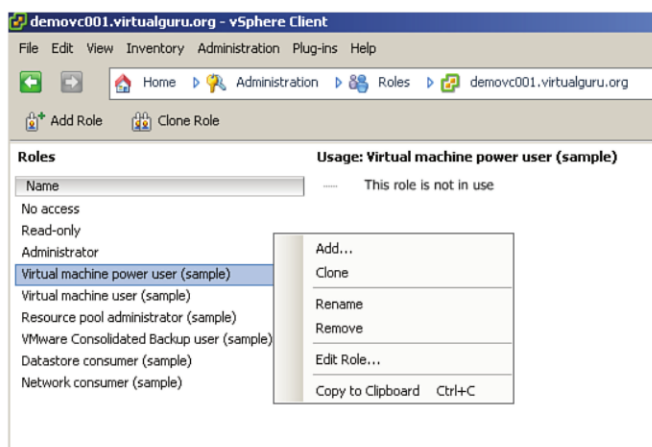 demovc001.virtualguru.org - vSphere Client
File Edit View Inventory Administration Plug-ins Help
Home Administration Roles demovc001.virtualguru.org
Add Role Clone Role
Roles
Usage: Virtual machine power user (sample)
Name
This role is not in use
No access
Read-only
Administrator
Virtual machine power user (sample)
Virtual machine user (sample)
Resource pool administrator (sample)
VMware Consolidated Backup user (sample)
Datastore consumer (sample)
Network consumer (sample)
Add...
Clone
Rename
Remove
Edit Role...
Copy to Clipboard Ctrl+C